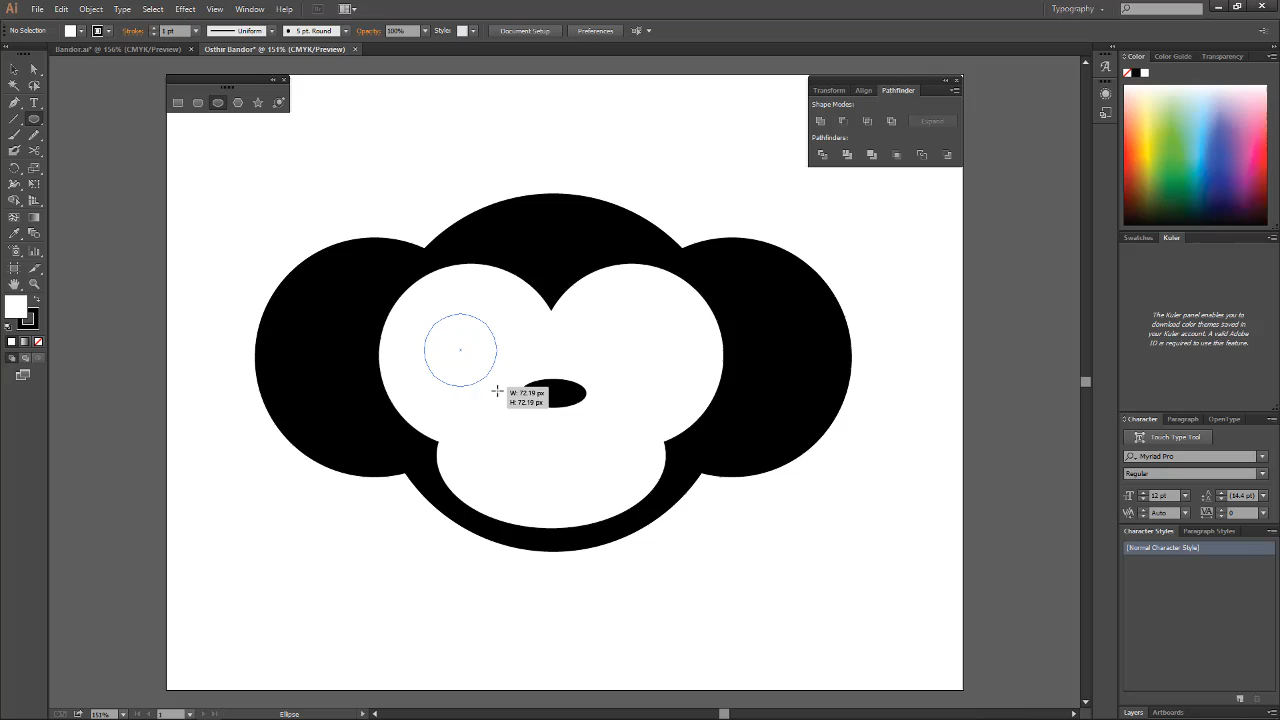 Ai File Edit Object Type Select Effect View Window Help Br Typography
No Selection Stroke: 1 pt Uniform 5 pt. Round Opacity: 100% Style: Document Setup Preferences
Bandor.ai* @ 156% (CMYK/Preview) × Osthir Bandor* @ 151% (CMYK/Preview) ×
Transform Align Pathfinder
Shape Modes:
Expand
Pathfinders:
W: 72.19 px
H: 72.19 px
Color Color Guide Transparency
Swatches Kuler
The Kuler panel enables you to
download color themes saved in
your Kuler account. A valid Adobe
ID is required to use this feature.
Character Paragraph OpenType
Touch Type Tool
Myriad Pro
Regular
12 pt (14.4 pt)
Auto 0
Character Styles Paragraph Styles
[Normal Character Style]
Layers Artboards
151% 1 Ellipse